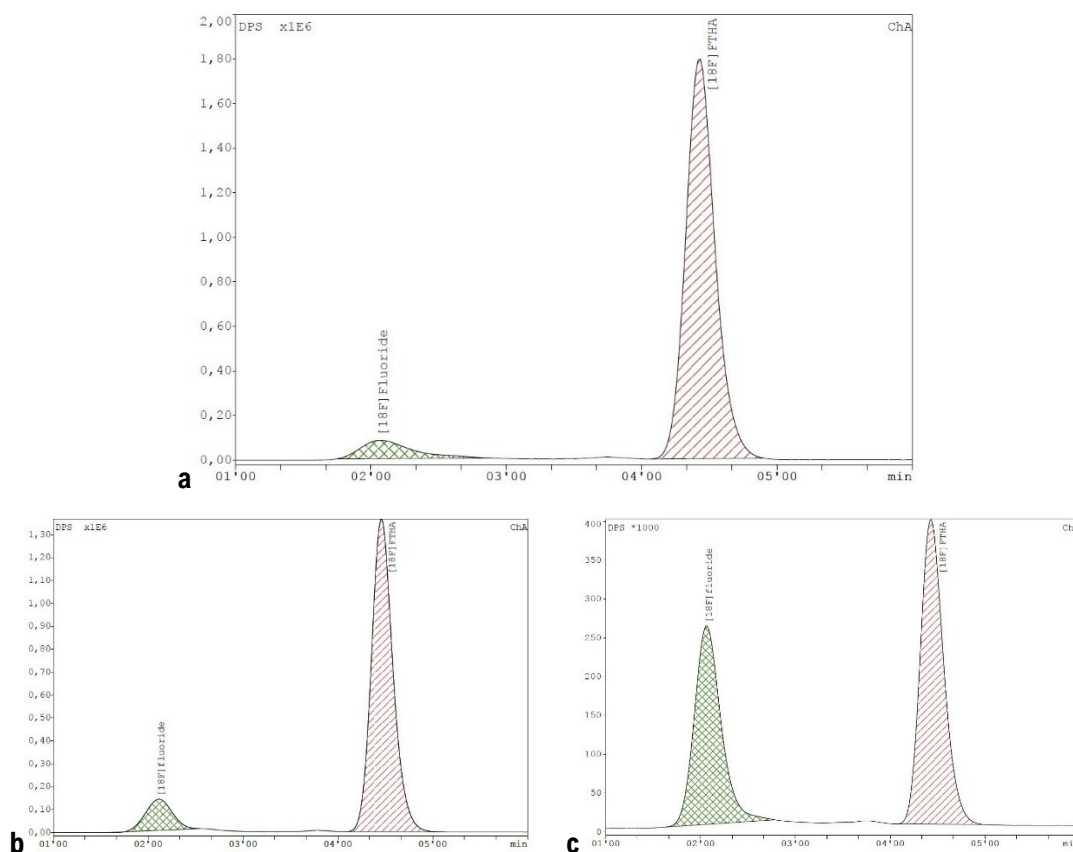 DPS x1E6 ChA
2,00
1,80
1,60
1,40
1,20
1,00
0,80
0,60
0,40
0,20
0,00
[18F]Fluoride
[18F]FTHA
01'00 02'00 03'00 04'00 05'00 min
a
DPS x1E6 ChA
1,30
1,20
1,10
1,00
0,90
0,80
0,70
0,60
0,50
0,40
0,30
0,20
0,10
0,00
[18F]fluoride
[18F]FTHA
01'00 02'00 03'00 04'00 05'00 min
b
DPS *1000 Ch
400
350
300
250
200
150
100
50
0
[18F]fluoride
[18F]FTHA
01'00 02'00 03'00 04'00 05'00 min
c